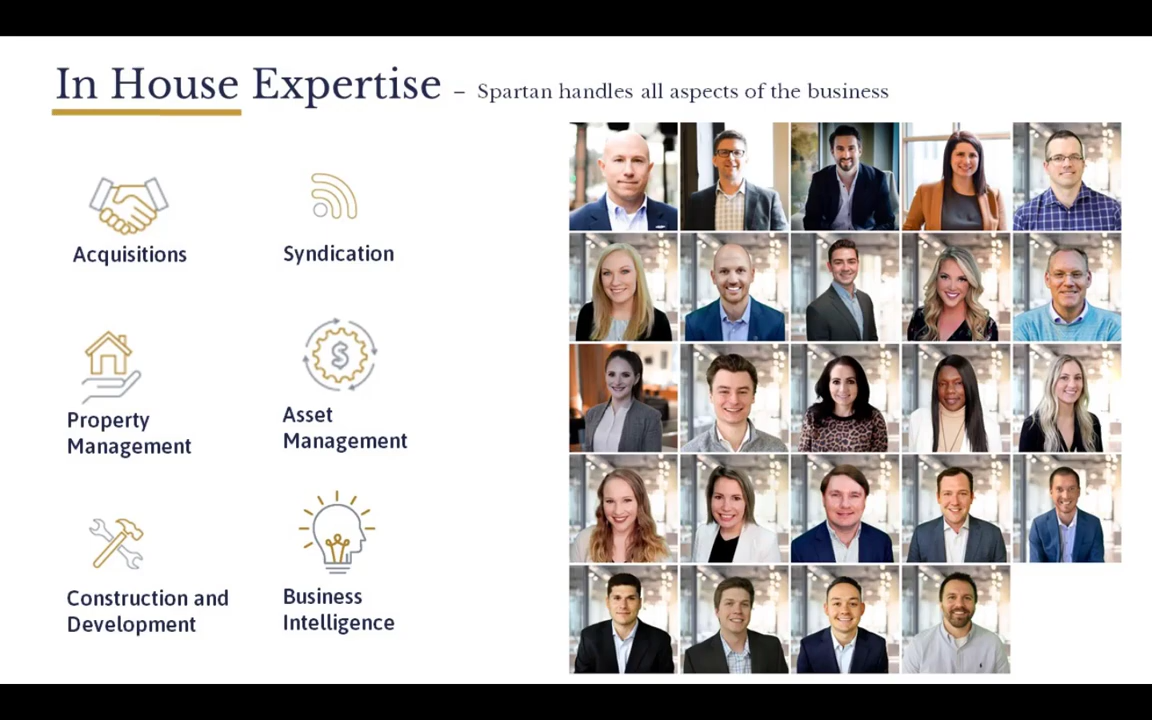 In House Expertise – Spartan handles all aspects of the business
Acquisitions
Syndication
Property
Management
Asset
Management
Construction and
Development
Business
Intelligence